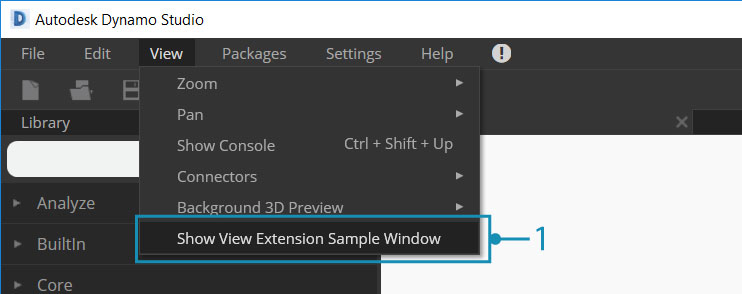 Autodesk Dynamo Studio
File Edit View Packages Settings Help
Zoom
Pan
Library
Show Console Ctrl + Shift + Up
Connectors
Analyze
Background 3D Preview
BuiltIn
Show View Extension Sample Window 1
Core